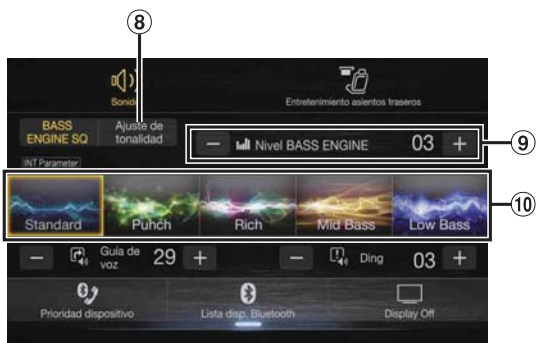 8
Sonido
Entretenimiento asientos traseros
BASS ENGINE SQ
Ajuste de tonalidad
INT Parameter
Nivel BASS ENGINE 03
9
Standard Punch Rich Mid Bass Low Bass
10
Guía de voz 29
Ding 03
Prioridad dispositivo
Lista disp. Bluetooth
Display Off